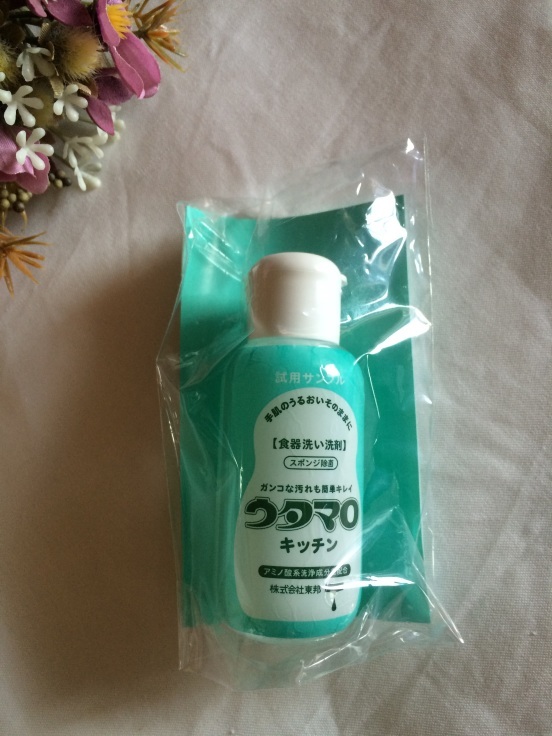 試用サンプル
手肌のうるおいそのままに
【食器洗い洗剤】
スポンジ除菌
ガンコな汚れも簡単キレイ
ウタマロ
キッチン
アミノ酸系洗浄成分配合
株式会社東邦